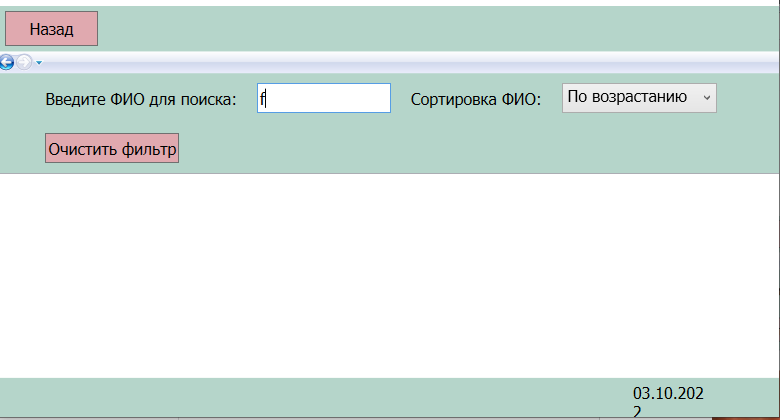 Назад
Введите ФИО для поиска: f Сортировка ФИО: По возрастанию
Очистить фильтр
03.10.202
2